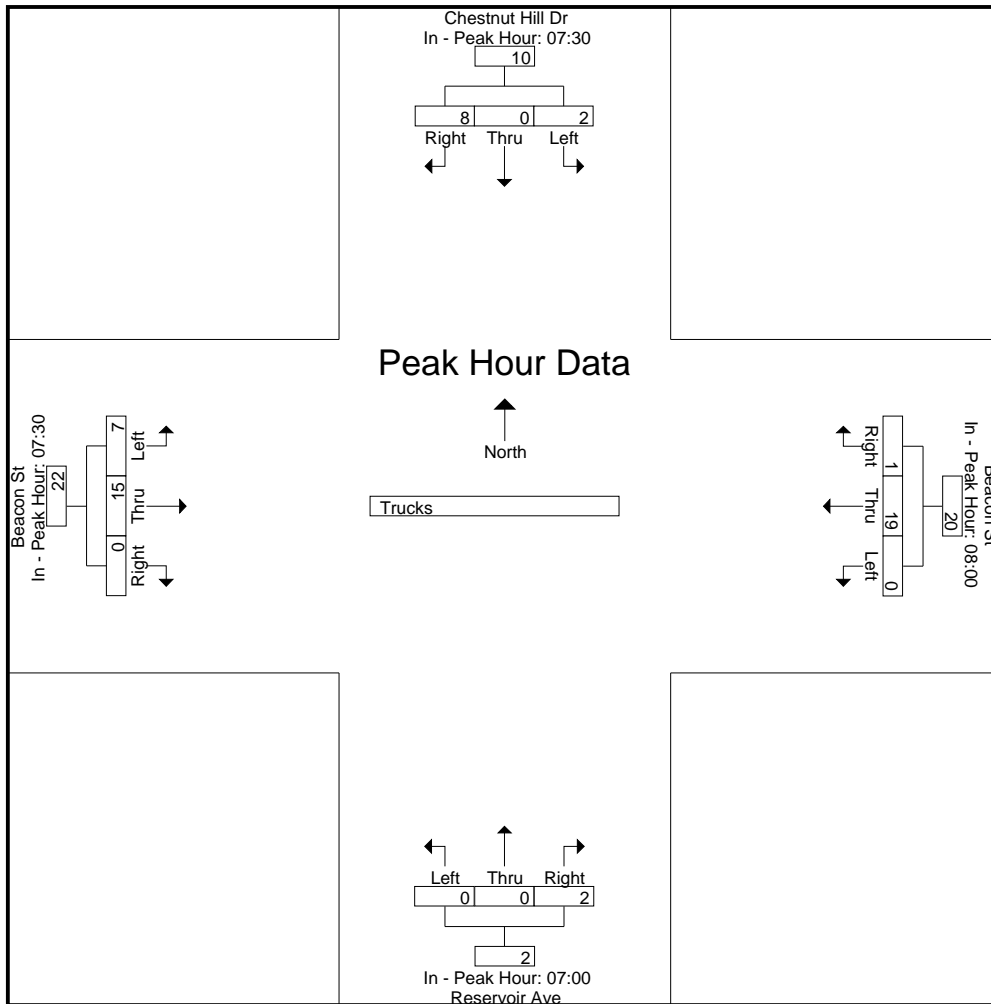 Chestnut Hill Dr
In - Peak Hour: 07:30
10
8 0 2
Right Thru Left
Peak Hour Data
North
Trucks
Beacon St
In - Peak Hour: 07:30
22
7 15 0
Left Thru Right
Beacon St
In - Peak Hour: 08:00
20
1 19 0
Right Thru Left
Left Thru Right
0 0 2
2
In - Peak Hour: 07:00
Reservoir Ave